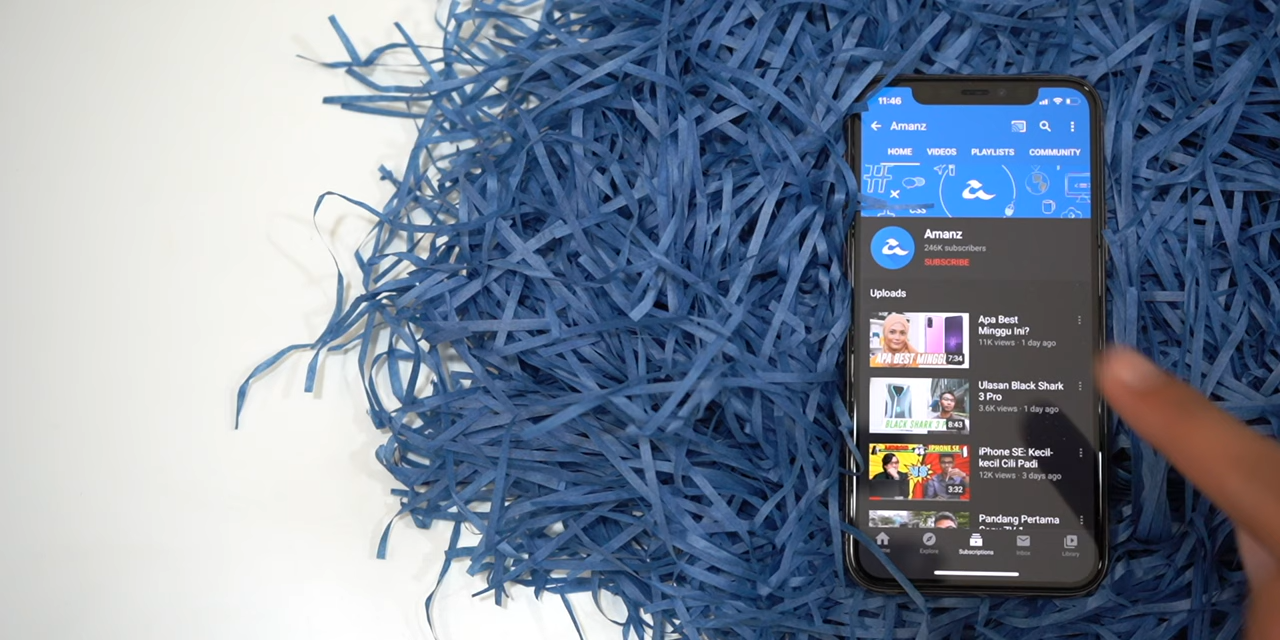 11:46
Amanz
HOME VIDEOS PLAYLISTS COMMUNITY
#
CSS
Amanz
246K subscribers
SUBSCRIBE
Uploads
APA BEST MINGGU
7:34
Apa Best
Minggu Ini?
11K views · 1 day ago
BLACK SHARK 3
8:43
Ulasan Black Shark
3 Pro
3.6K views · 1 day ago
IPHONE SE
3:32
iPhone SE: Kecil-
kecil Cili Padi
12K views · 3 days ago
Pandang Pertama
Home Explore Subscriptions Inbox Library